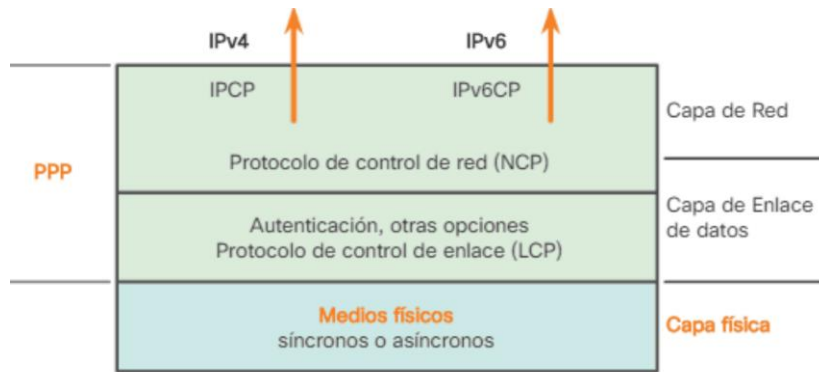 IPv4 IPv6
IPCP IPv6CP
Capa de Red
PPP
Protocolo de control de red (NCP)
Autenticación, otras opciones
Protocolo de control de enlace (LCP)
Capa de Enlace
de datos
Medios físicos
síncronos o asíncronos
Capa física